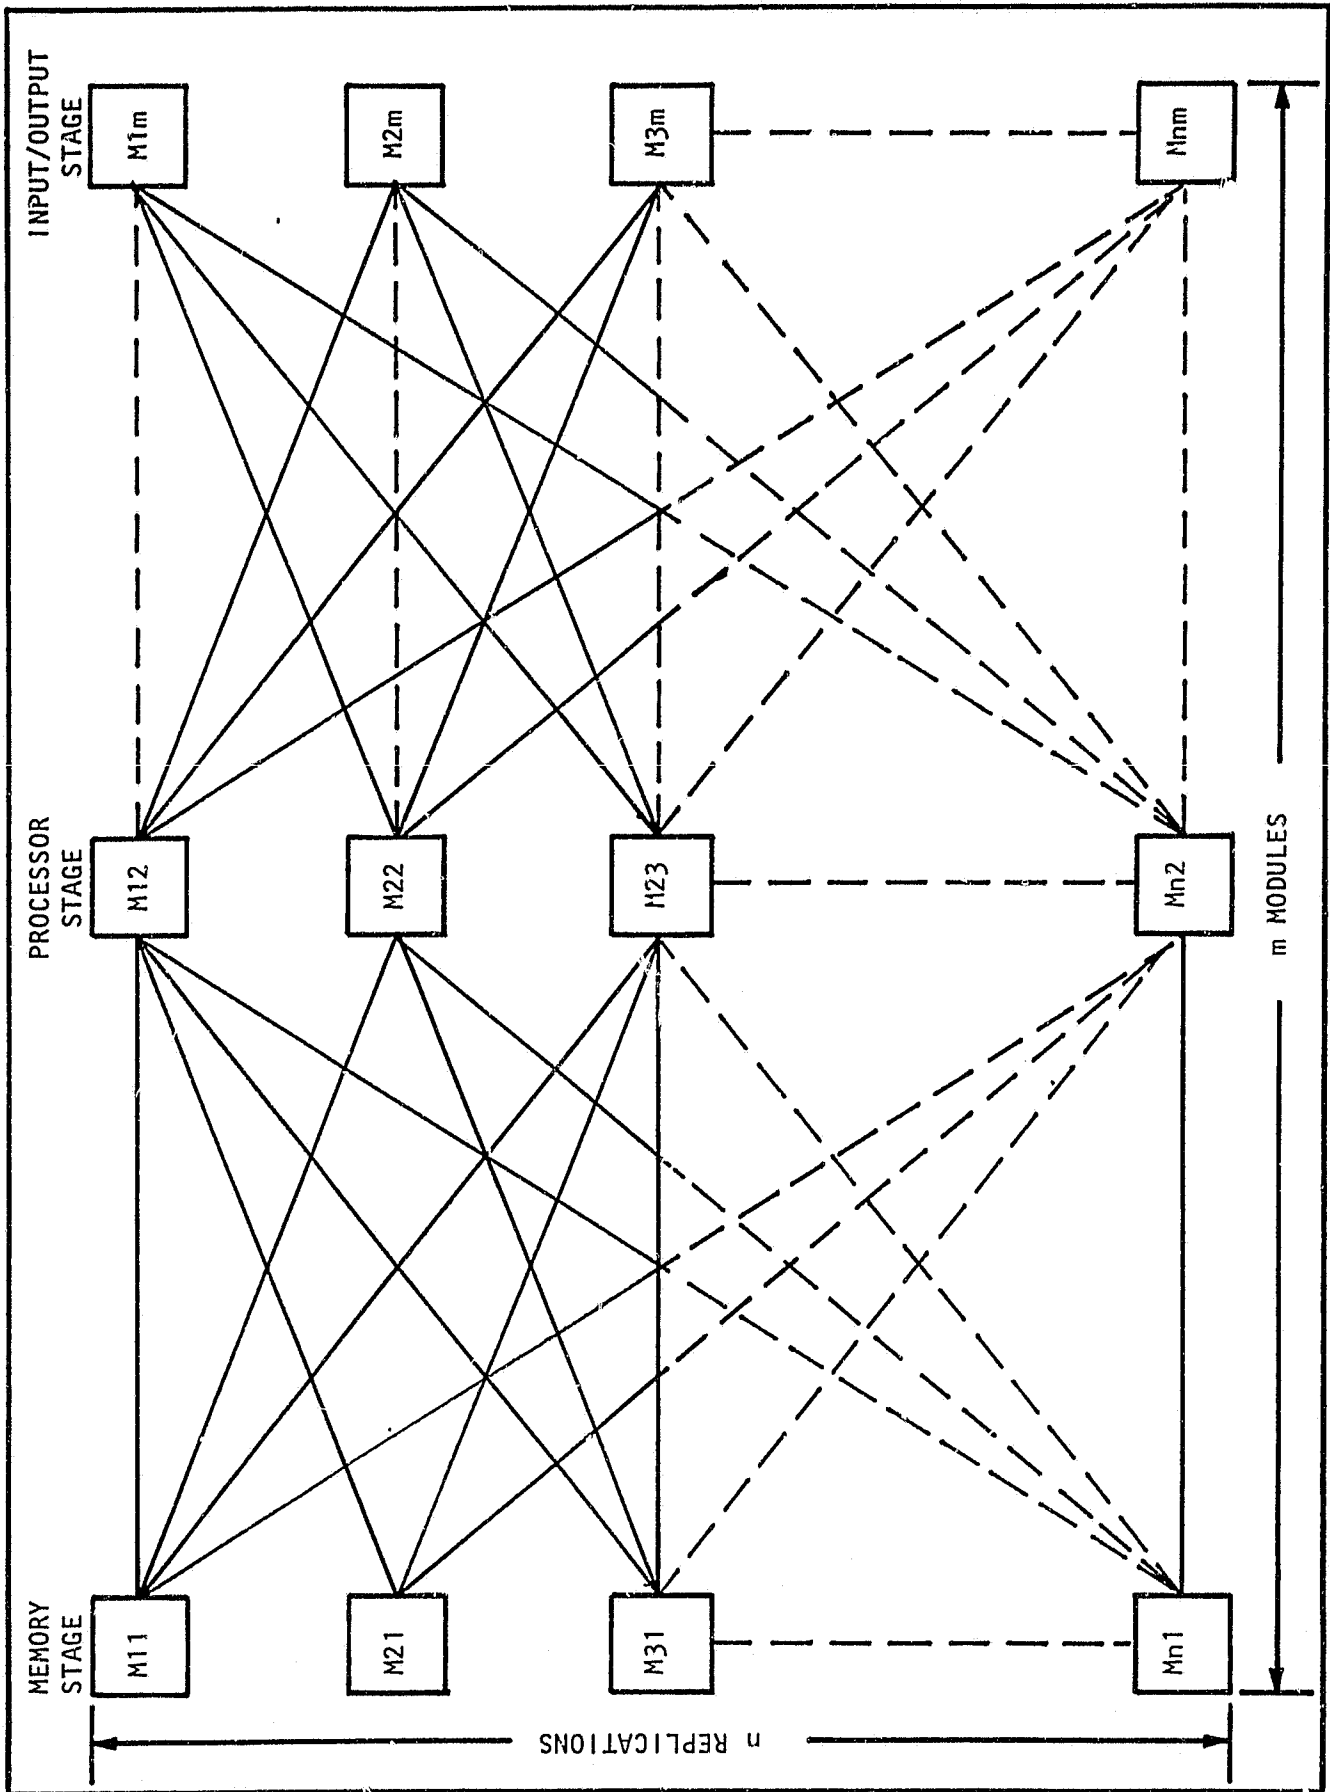 MEMORY
STAGE
PROCESSOR
STAGE
INPUT/OUTPUT
STAGE
M11
M12
M1m
M21
M22
M2m
M31
M23
M3m
Mn1
Mn2
Mnm
n REPLICATIONS
m MODULES